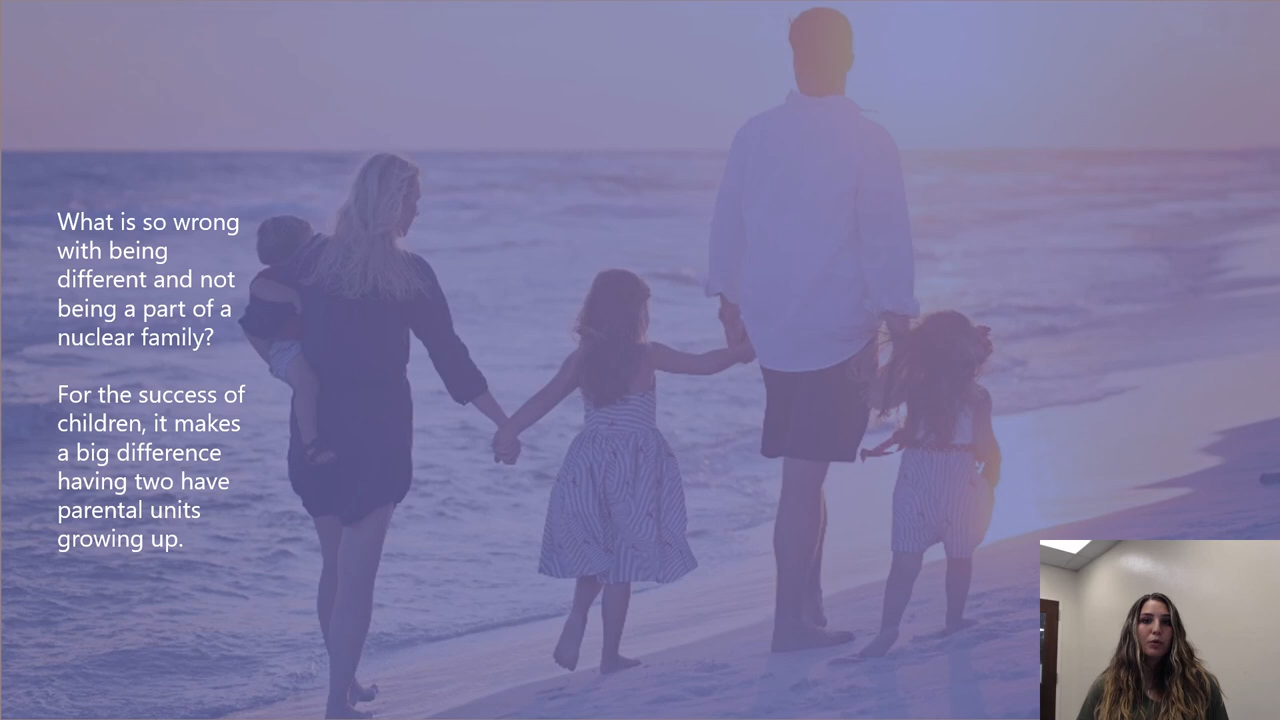 What is so wrong
with being
different and not
being a part of a
nuclear family?
For the success of
children, it makes
a big difference
having two have
parental units
growing up.